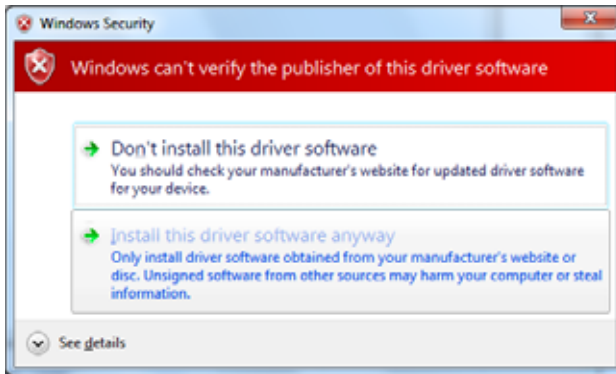 Windows Security
Windows can't verify the publisher of this driver software
Don't install this driver software
You should check your manufacturer's website for updated driver software
for your device.
Install this driver software anyway
Only install driver software obtained from your manufacturer's website or
disc. Unsigned software from other sources may harm your computer or steal
information.
See details